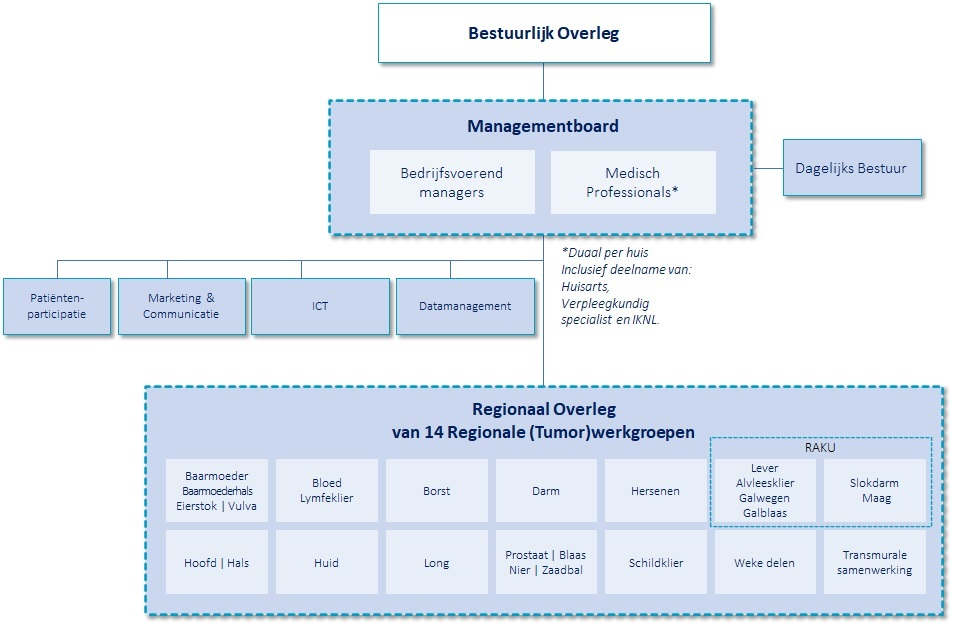 Bestuurlijk Overleg
Managementboard
Bedrijfsvoerend
managers
Medisch
Professionals*
Dagelijks Bestuur
*Duaal per huis
Inclusief deelname van:
Huisarts,
Verpleegkundig
specialist en IKNL.
Patiënten-
participatie
Marketing &
Communicatie
ICT
Datamanagement
Regionaal Overleg
van 14 Regionale (Tumor)werkgroepen
RAKU
Baarmoeder
Baarmoederhals
Eierstok | Vulva
Bloed
Lymfeklier
Borst
Darm
Hersenen
Lever
Alvleesklier
Galwegen
Galblaas
Slokdarm
Maag
Hoofd | Hals
Huid
Long
Prostaat | Blaas
Nier | Zaadbal
Schildklier
Weke delen
Transmurale
samenwerking